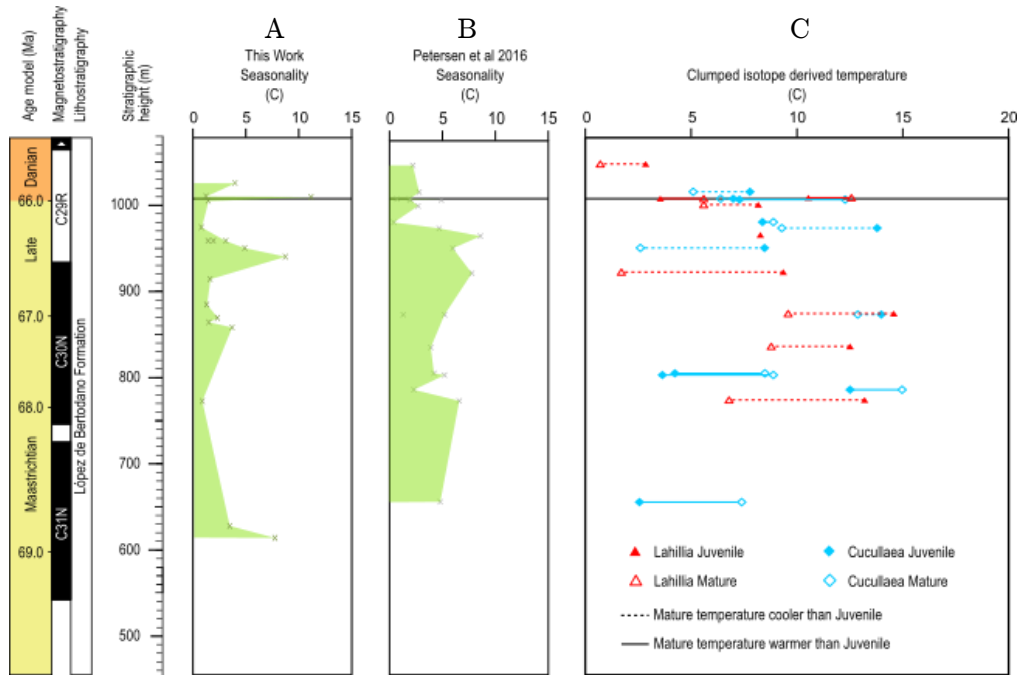 A
B
C
This Work
Seasonality
(C)
Petersen et al 2016
Seasonality
(C)
Clumped isotope derived temperature
(C)
Age model (Ma)
Magnetostratigraphy
Lithostratigraphy
Stratigraphic
height (m)
0 5 10 15
0 5 10 15
0 5 10 15 20
Danian
66.0
Late
67.0
68.0
Maastrichtian
69.0
C29R
C30N
C31N
López de Bertodano Formation
1000
900
800
700
600
500
Lahillia Juvenile
Cucullaea Juvenile
Lahillia Mature
Cucullaea Mature
Mature temperature cooler than Juvenile
Mature temperature warmer than Juvenile